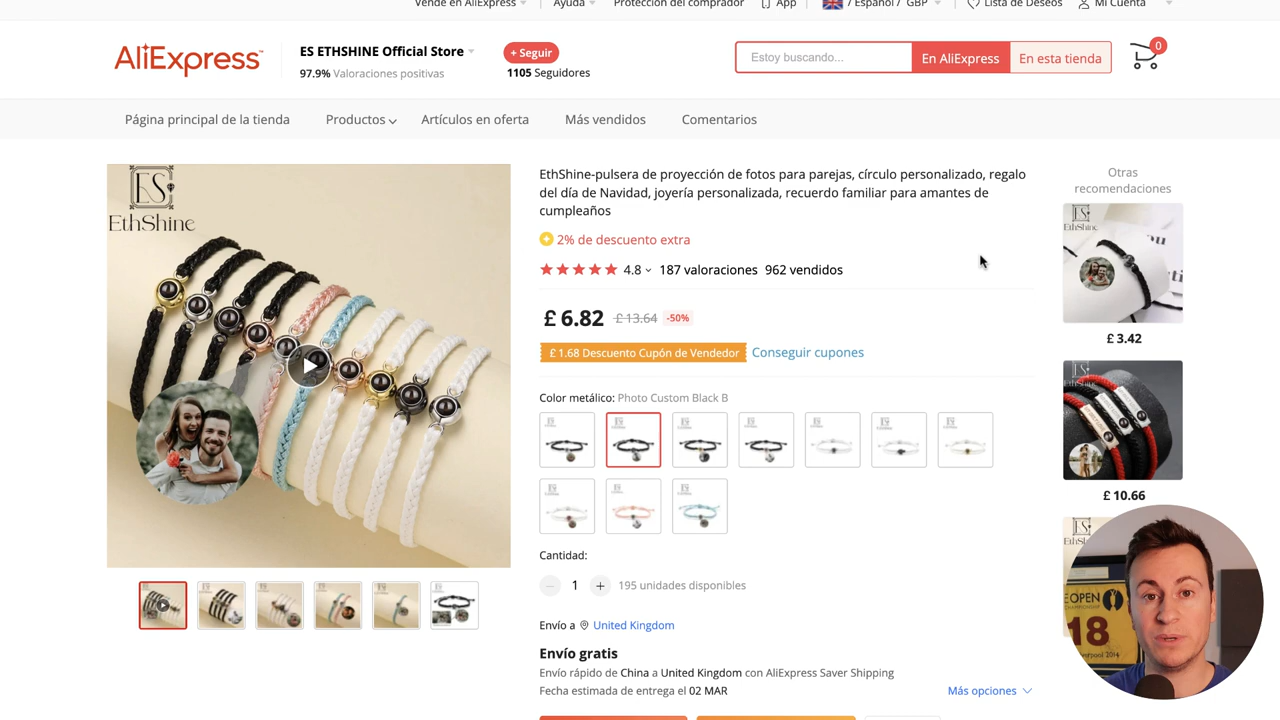 Vende en AliExpress
Ayuda
Protección del comprador
App
/ Español / GBP
Lista de Deseos
Mi Cuenta
AliExpress™
ES ETHSHINE Official Store
97.9% Valoraciones positivas
+ Seguir
1105 Seguidores
Estoy buscando...
En AliExpress
En esta tienda
0
Página principal de la tienda
Productos
Artículos en oferta
Más vendidos
Comentarios
ES
EthShine
EthShine-pulsera de proyección de fotos para parejas, círculo personalizado, regalo
del día de Navidad, joyería personalizada, recuerdo familiar para amantes de
cumpleaños
2% de descuento extra
4.8 187 valoraciones 962 vendidos
£ 6.82 £ 13.64 -50%
£ 1.68 Descuento Cupón de Vendedor Conseguir cupones
Color metálico: Photo Custom Black B
Cantidad:
1
195 unidades disponibles
Envío a United Kingdom
Envío gratis
Envío rápido de China a United Kingdom con AliExpress Saver Shipping
Fecha estimada de entrega el 02 MAR
Más opciones
Otras
recomendaciones
ES
EthShine
£ 3.42
EthShine
£ 10.66
EthShine
OPEN
18